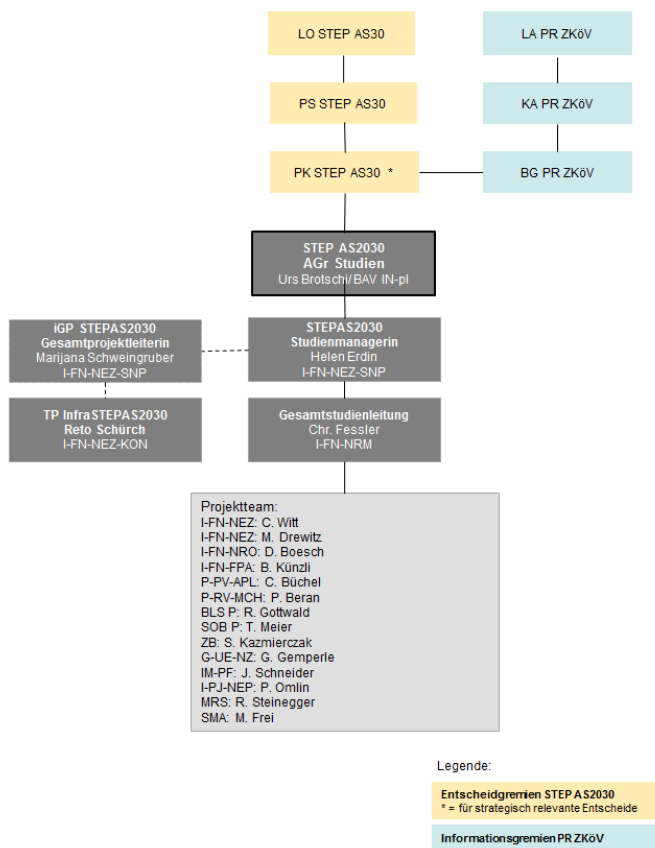 LO STEP AS30
LA PR ZKöV
PS STEP AS30
KA PR ZKöV
PK STEP AS30 *
BG PR ZKöV
STEP AS2030
AGr Studien
Urs Brotschi/BAV IN-pl
iGP STEPAS2030
Gesamtprojektleiterin
Marijana Schweingruber
I-FN-NEZ-SNP
STEPAS2030
Studienmanagerin
Helen Erdin
I-FN-NEZ-SNP
TP InfraSTEPAS2030
Reto Schürch
I-FN-NEZ-KON
Gesamtstudienleitung
Chr. Fessler
I-FN-NRM
Projektteam:
I-FN-NEZ: C. Witt
I-FN-NEZ: M. Drewitz
I-FN-NRO: D. Boesch
I-FN-FPA: B. Künzli
P-PV-APL: C. Büchel
P-RV-MCH: P. Beran
BLS P: R. Gottwald
SOB P: T. Meier
ZB: S. Kazmierczak
G-UE-NZ: G. Gemperle
IM-PF: J. Schneider
I-PJ-NEP: P. Omlin
MRS: R. Steinegger
SMA: M. Frei
Legende:
Entscheidgremien STEP AS2030
* = für strategisch relevante Entscheide
Informationsgremien PR ZKöV